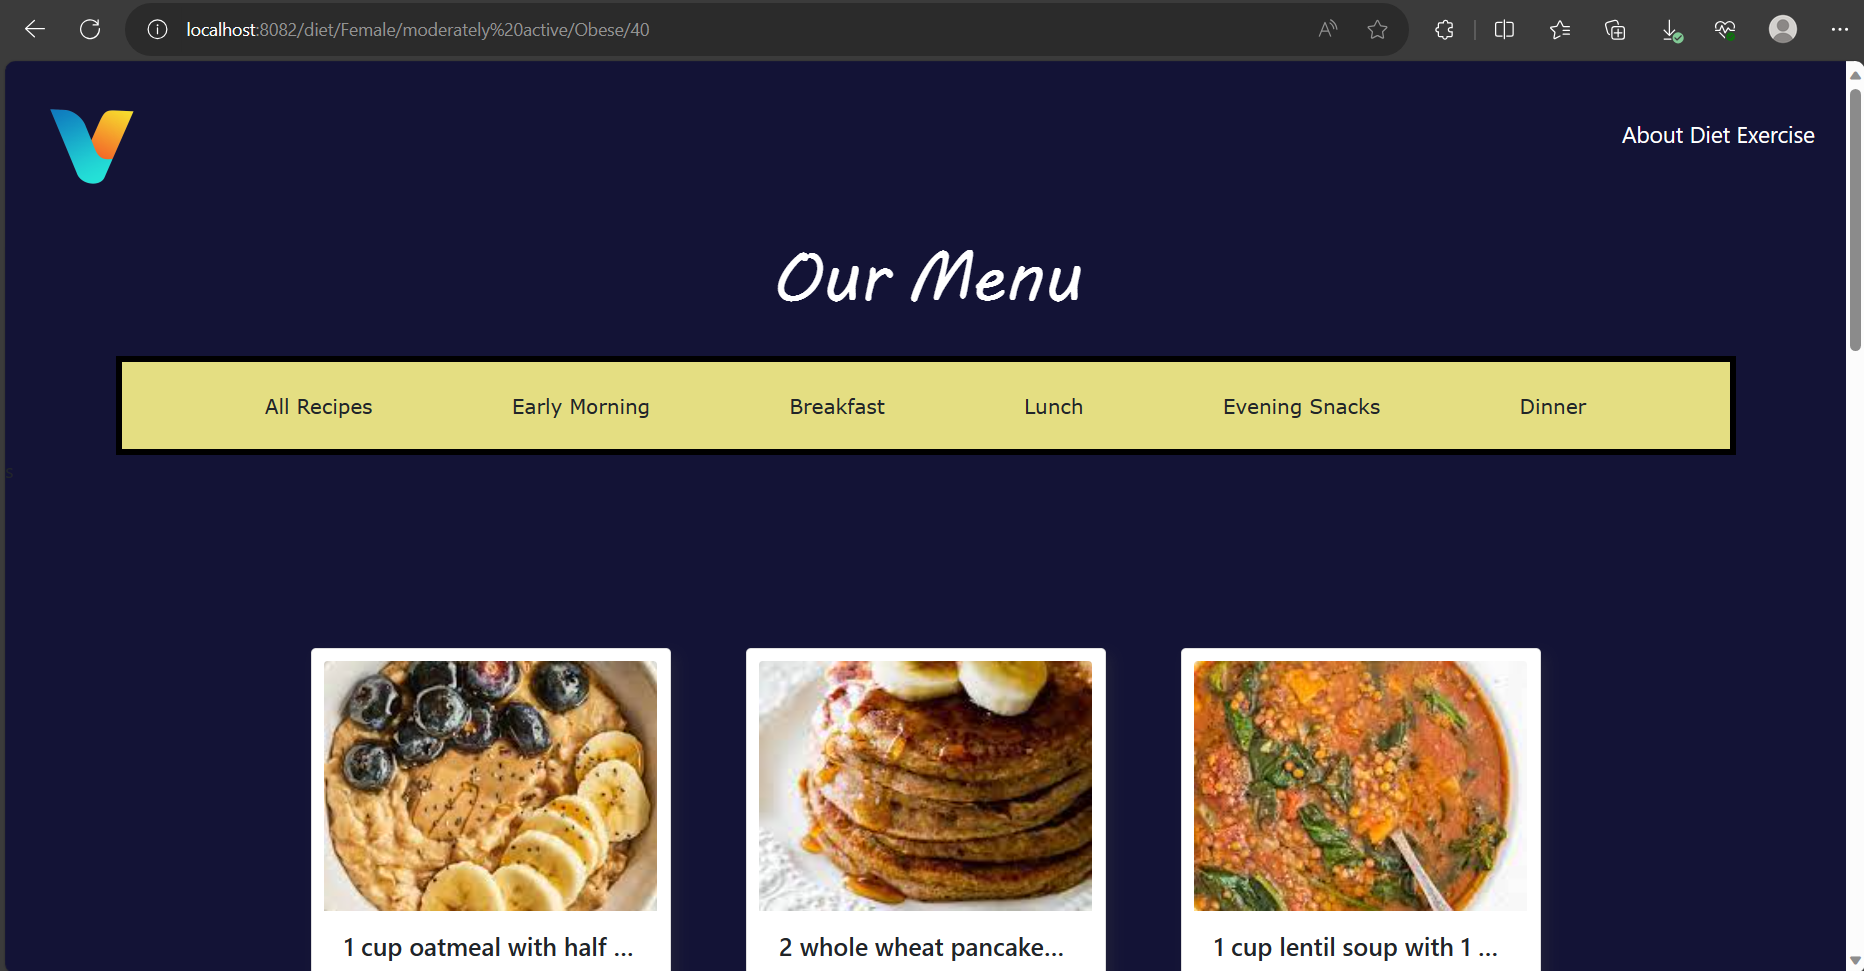 localhost:8082/diet/Female/moderately%20active/Obese/40
About Diet Exercise
Our Menu
All Recipes Early Morning Breakfast Lunch Evening Snacks Dinner
s
1 cup oatmeal with half ... 2 whole wheat pancake... 1 cup lentil soup with 1 ...